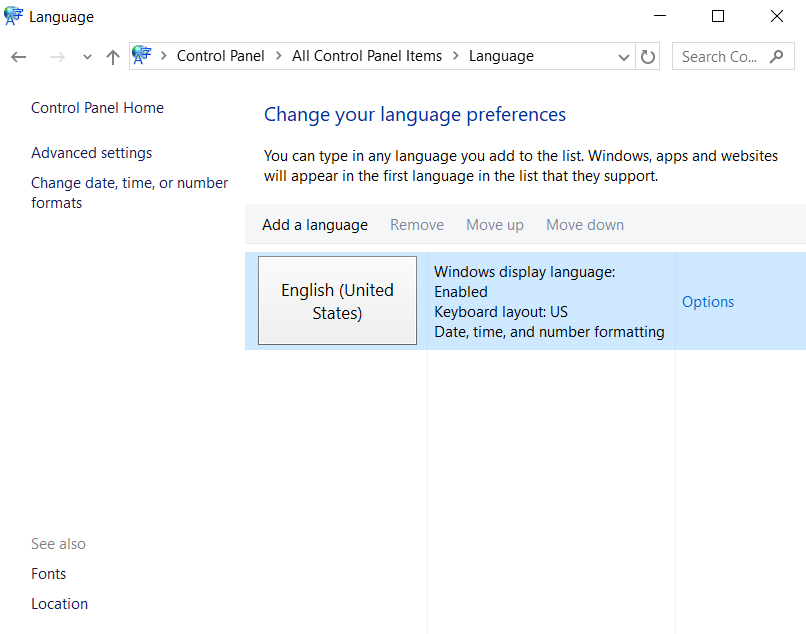 Language
Control Panel > All Control Panel Items > Language
Search Co...
Control Panel Home
Advanced settings
Change date, time, or number
formats
Change your language preferences
You can type in any language you add to the list. Windows, apps and websites
will appear in the first language in the list that they support.
Add a language Remove Move up Move down
English (United
States)
Windows display language:
Enabled
Keyboard layout: US
Date, time, and number formatting
Options
See also
Fonts
Location